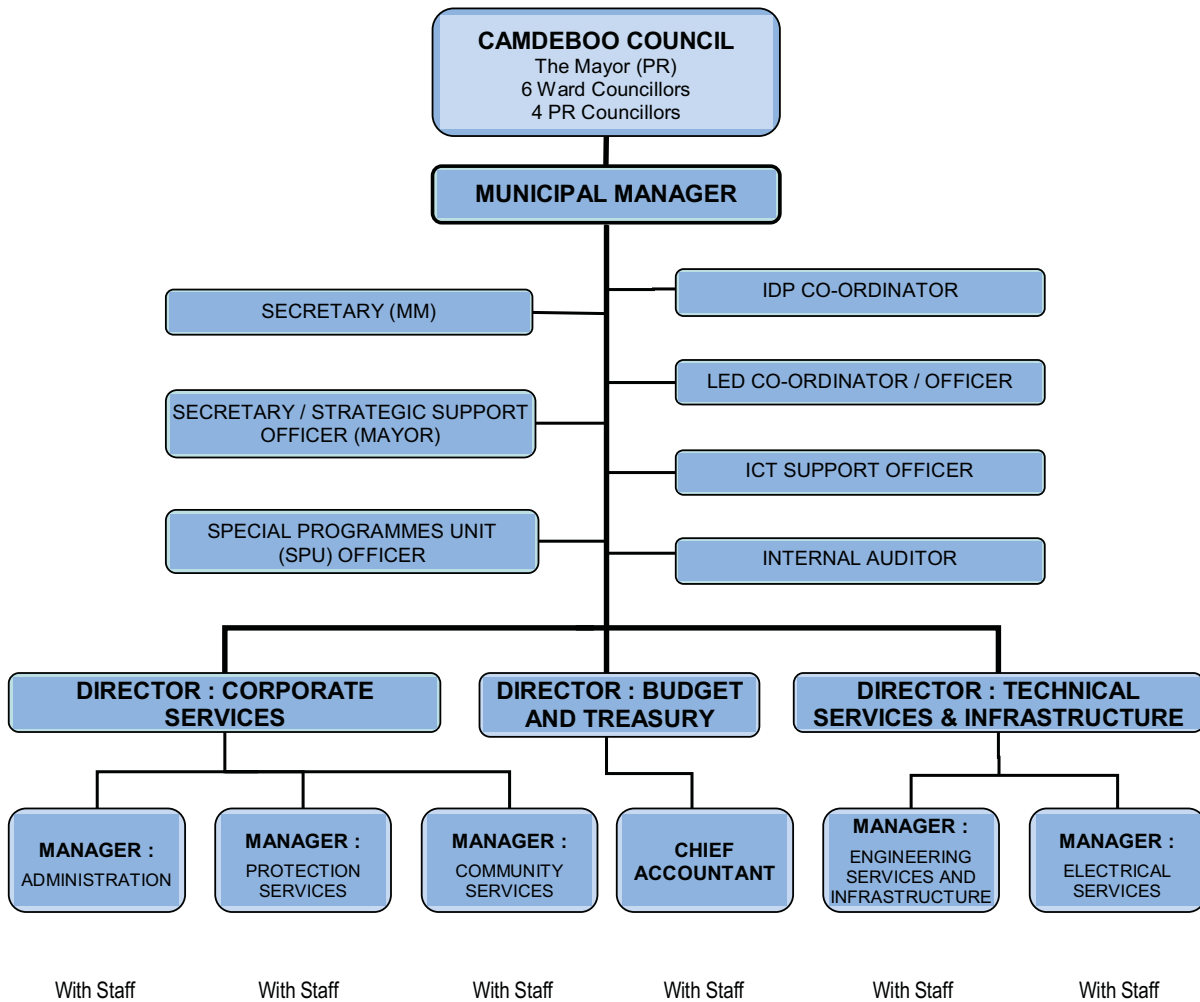 CAMDEBOO COUNCIL
The Mayor (PR)
6 Ward Councillors
4 PR Councillors
MUNICIPAL MANAGER
SECRETARY (MM)
IDP CO-ORDINATOR
SECRETARY / STRATEGIC SUPPORT
OFFICER (MAYOR)
LED CO-ORDINATOR / OFFICER
SPECIAL PROGRAMMES UNIT
(SPU) OFFICER
ICT SUPPORT OFFICER
INTERNAL AUDITOR
DIRECTOR : CORPORATE
SERVICES
DIRECTOR : BUDGET
AND TREASURY
DIRECTOR : TECHNICAL
SERVICES & INFRASTRUCTURE
MANAGER :
ADMINISTRATION
MANAGER :
PROTECTION
SERVICES
MANAGER :
COMMUNITY
SERVICES
CHIEF
ACCOUNTANT
MANAGER :
ENGINEERING
SERVICES AND
INFRASTRUCTURE
MANAGER :
ELECTRICAL
SERVICES
With Staff
With Staff
With Staff
With Staff
With Staff
With Staff